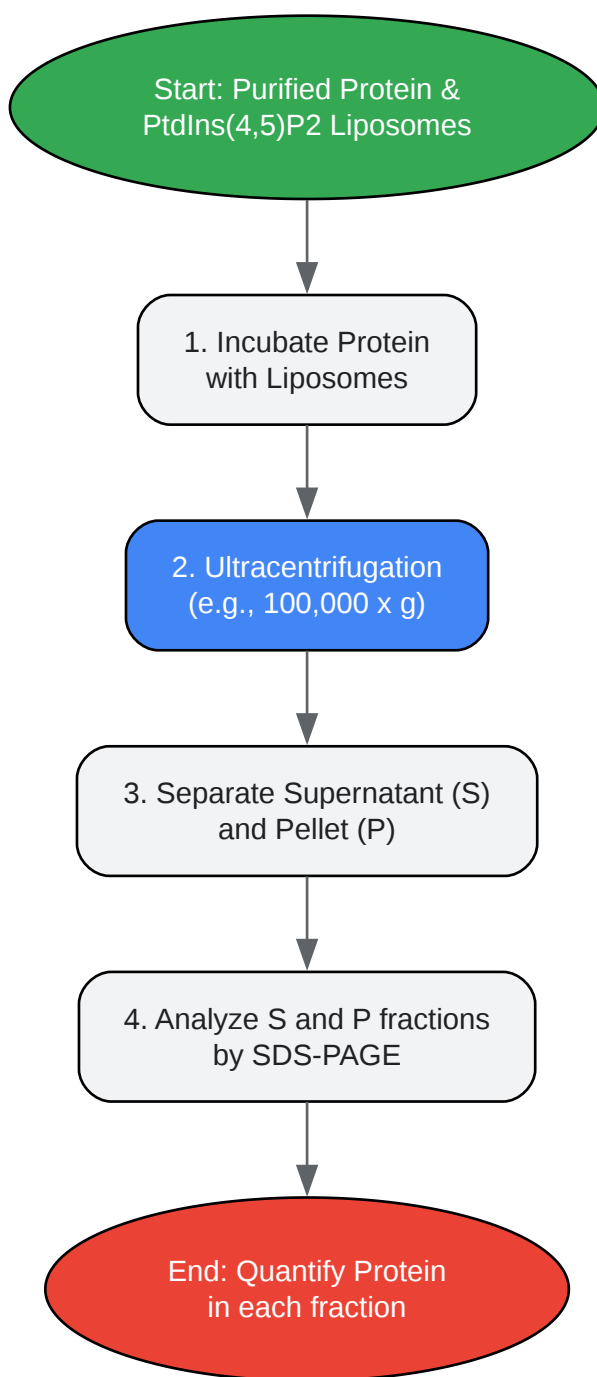 Start: Purified Protein &
PtdIns(4,5)P2 Liposomes
1. Incubate Protein
with Liposomes
2. Ultracentrifugation
(e.g., 100,000 x g)
3. Separate Supernatant (S)
and Pellet (P)
4. Analyze S and P fractions
by SDS-PAGE
End: Quantify Protein
in each fraction